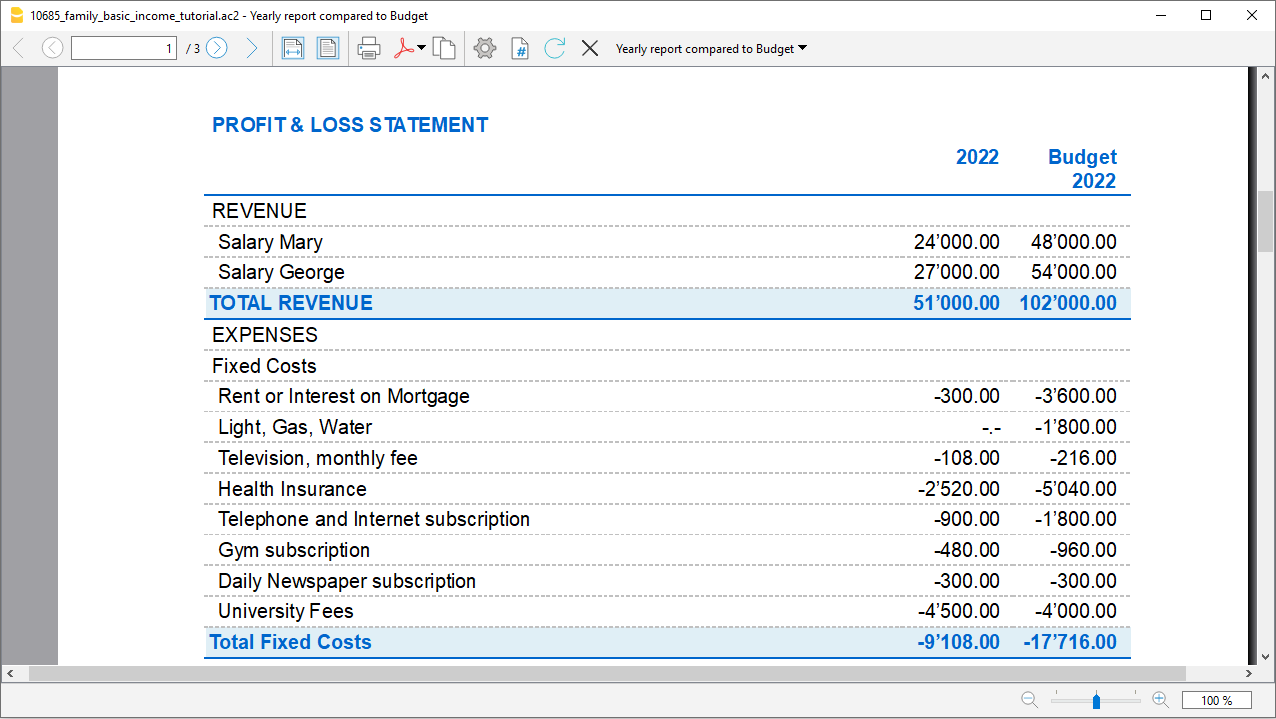 10685_family_basic_income_tutorial.ac2 - Yearly report compared to Budget
1 / 3 # Yearly report compared to Budget
PROFIT & LOSS STATEMENT
2022 Budget
2022
REVENUE
Salary Mary 24’000.00 48’000.00
Salary George 27’000.00 54’000.00
TOTAL REVENUE 51’000.00 102’000.00
EXPENSES
Fixed Costs
Rent or Interest on Mortgage -300.00 -3’600.00
Light, Gas, Water -.- -1’800.00
Television, monthly fee -108.00 -216.00
Health Insurance -2’520.00 -5’040.00
Telephone and Internet subscription -900.00 -1’800.00
Gym subscription -480.00 -960.00
Daily Newspaper subscription -300.00 -300.00
University Fees -4’500.00 -4’000.00
Total Fixed Costs -9’108.00 -17’716.00
100 %